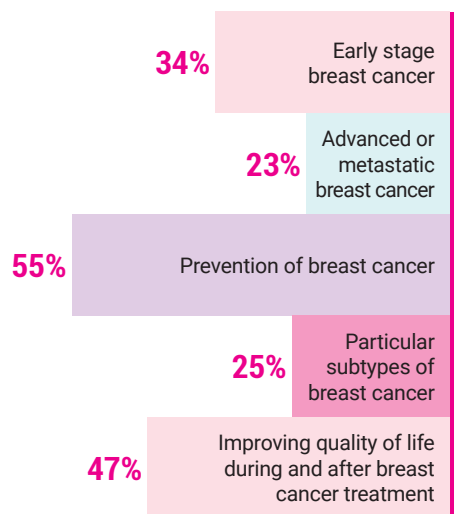 34%
Early stage
breast cancer
23%
Advanced or
metastatic
breast cancer
55%
Prevention of breast cancer
25%
Particular
subtypes of
breast cancer
47%
Improving quality of life
during and after breast
cancer treatment